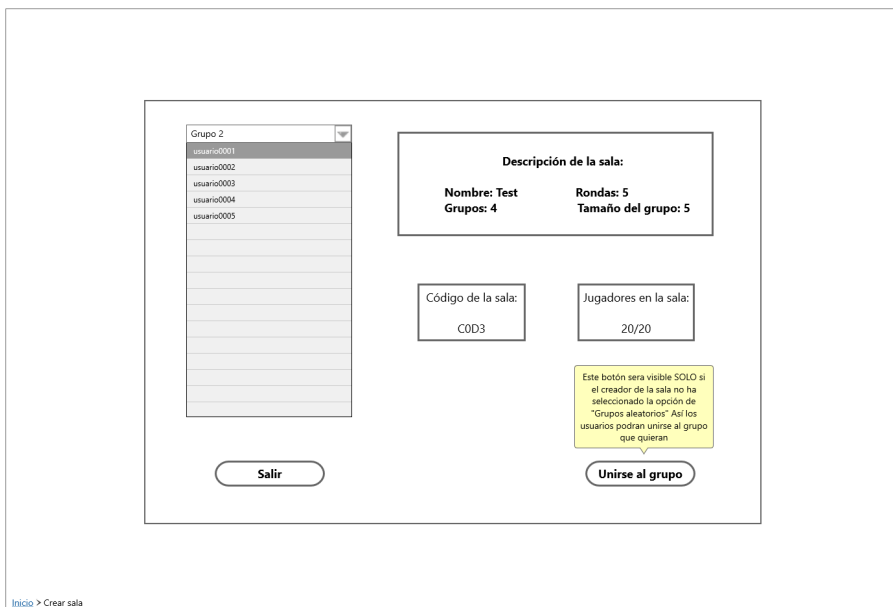 Grupo 2
usuario0001
usuario0002
usuario0003
usuario0004
usuario0005
Descripción de la sala:
Nombre: Test Rondas: 5
Grupos: 4 Tamaño del grupo: 5
Código de la sala:
C0D3
Jugadores en la sala:
20/20
Este botón sera visible SOLO si
el creador de la sala no ha
seleccionado la opción de
"Grupos aleatorios" Así los
usuarios podran unirse al grupo
que quieran
Salir
Unirse al grupo
Inicio > Crear sala